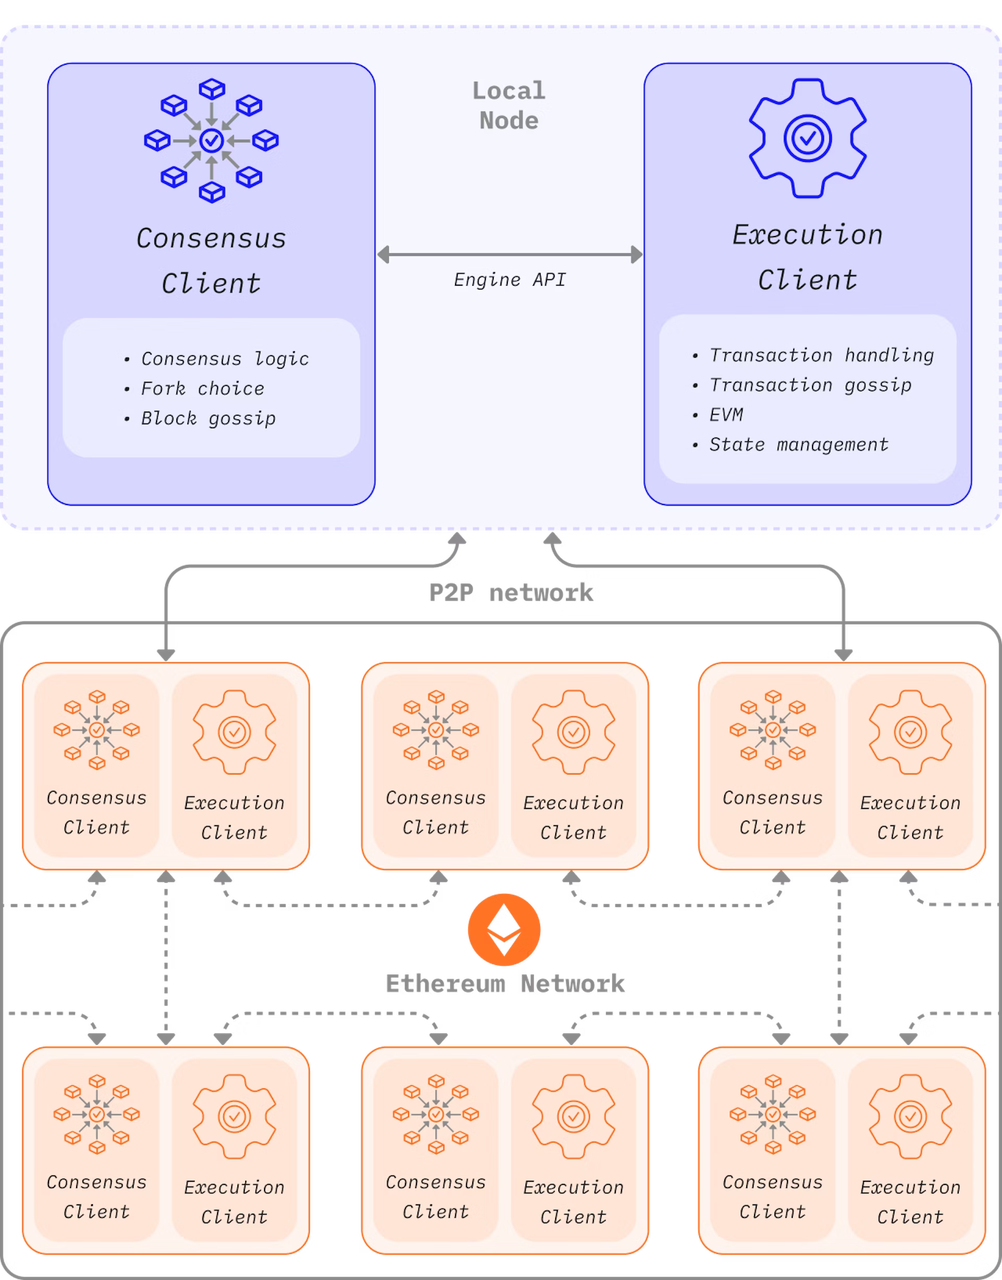 Local
Node
Consensus
Client
• Consensus logic
• Fork choice
• Block gossip
Engine API
Execution
Client
• Transaction handling
• Transaction gossip
• EVM
• State management
P2P network
Consensus
Client
Execution
Client
Consensus
Client
Execution
Client
Consensus
Client
Execution
Client
Ethereum Network
Consensus
Client
Execution
Client
Consensus
Client
Execution
Client
Consensus
Client
Execution
Client